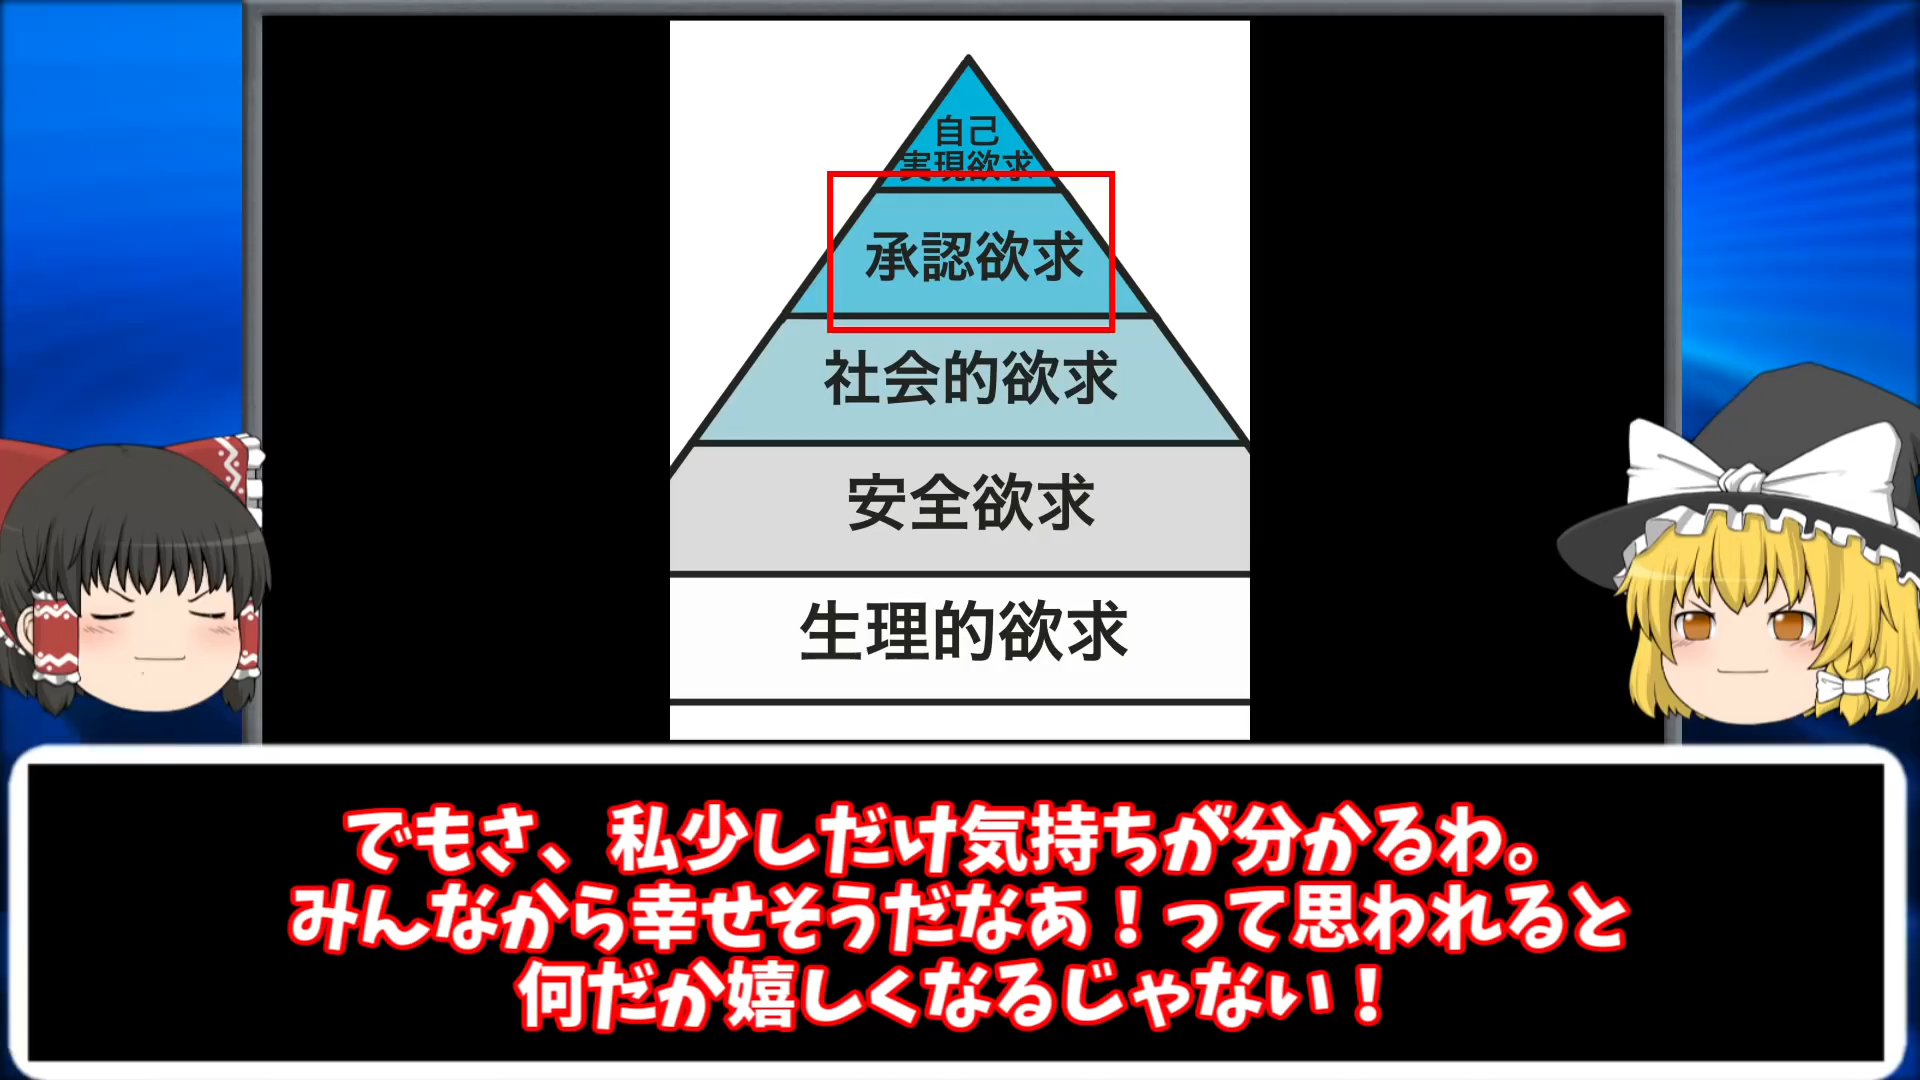 自己
実現欲求
承認欲求
社会的欲求
安全欲求
生理的欲求
でもさ、私少しだけ気持ちが分かるわ。
みんなから幸せそうだなあ！って思われると
何だか嬉しくなるじゃない！